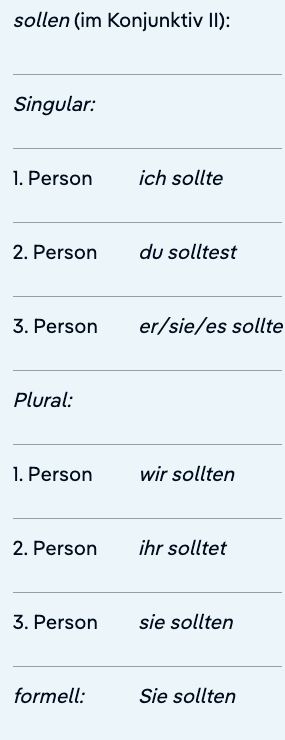 sollen (im Konjunktiv II):
Singular:
1. Person ich sollte
2. Person du solltest
3. Person er/sie/es sollte
Plural:
1. Person wir sollten
2. Person ihr solltet
3. Person sie sollten
formell: Sie sollten